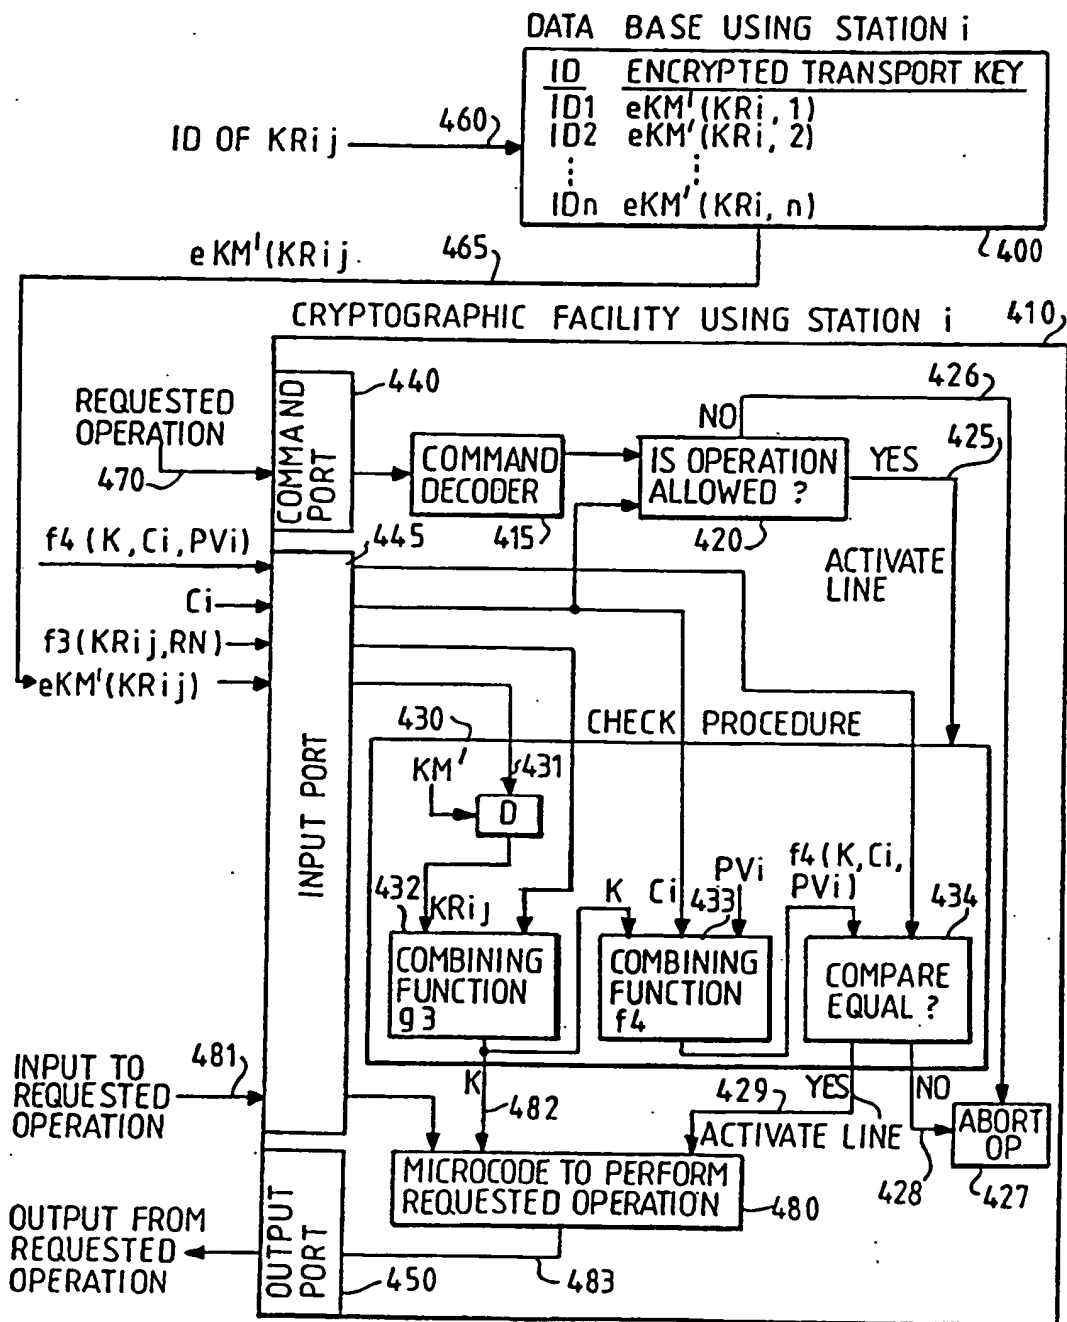 DATA BASE USING STATION i
ID ENCRYPTED TRANSPORT KEY
ID1 eKM'(KRi, 1)
ID2 eKM'(KRi, 2)
IDn eKM'(KRi, n)
ID OF KRij
460
400
eKM'(KRij
465
CRYPTOGRAPHIC FACILITY USING STATION i
410
REQUESTED
OPERATION
470
COMMAND
PORT
440
COMMAND
DECODER
415
IS OPERATION
ALLOWED ?
420
NO
426
YES
425
ACTIVATE
LINE
f4 (K, Ci, PVi)
Ci
f3(KRij,RN)
eKM'(KRij)
445
INPUT PORT
CHECK PROCEDURE
430
KM'
431
D
432
KRij
COMBINING
FUNCTION
g3
K
Ci
PVi
433
COMBINING
FUNCTION
f4
f4(K, Ci,
PVi)
434
COMPARE
EQUAL ?
INPUT TO
REQUESTED
OPERATION
481
K
482
429
YES
ACTIVATE LINE
NO
428
ABORT
OP
427
MICROCODE TO PERFORM
REQUESTED OPERATION
480
483
OUTPUT
PORT
450
OUTPUT FROM
REQUESTED
OPERATION